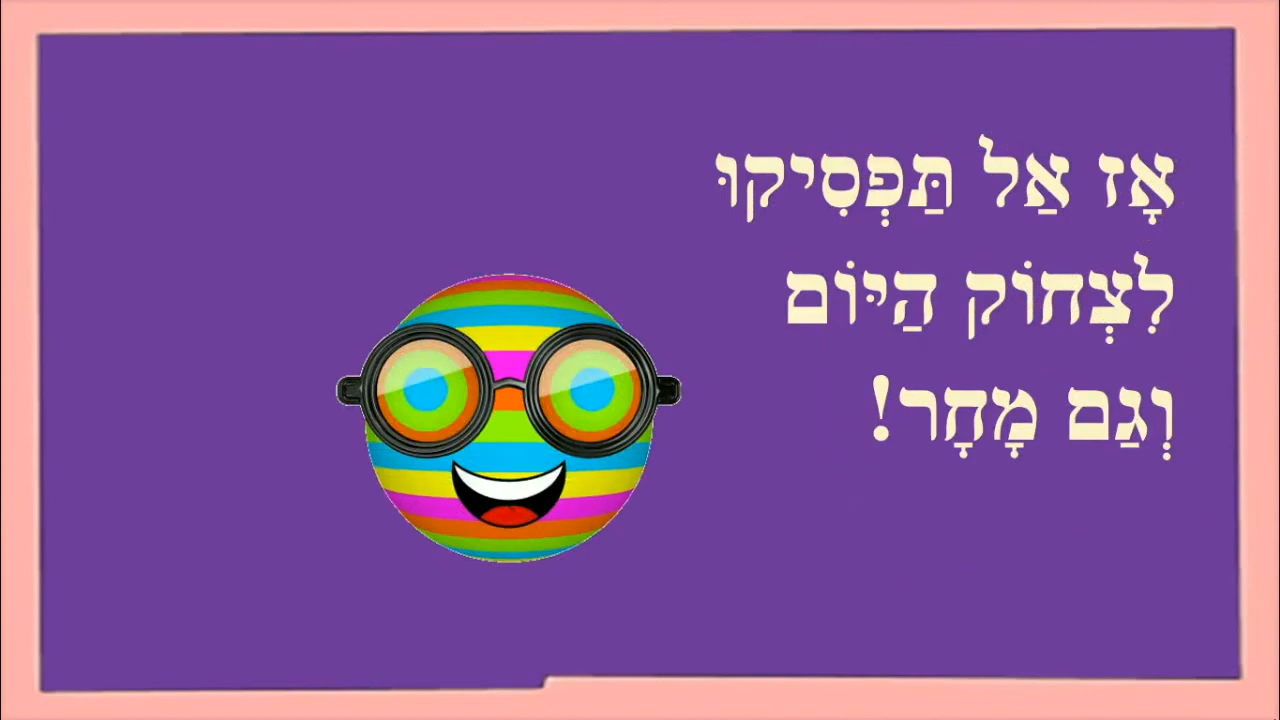 אָז אַל תַּפְסִיקוּ
לִצְחוֹק הַיּוֹם
וְגַם מָחָר!